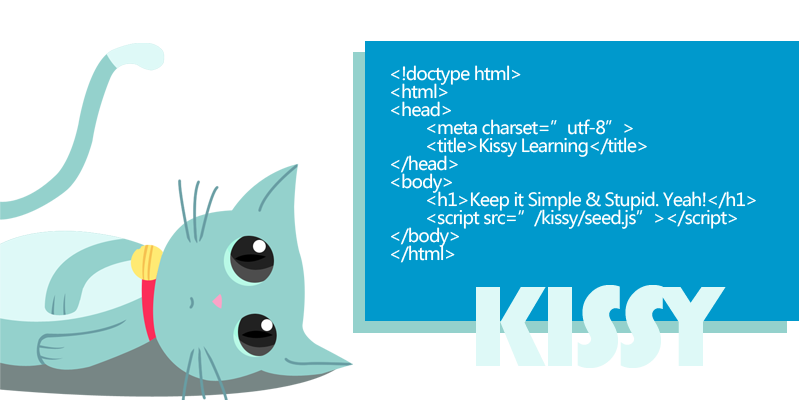 <!doctype html>
<html>
<head>
<meta charset=”utf-8”>
<title>Kissy Learning</title>
</head>
<body>
<h1>Keep it Simple & Stupid. Yeah!</h1>
<script src=”/kissy/seed.js”></script>
</body>
</html>
KISSY